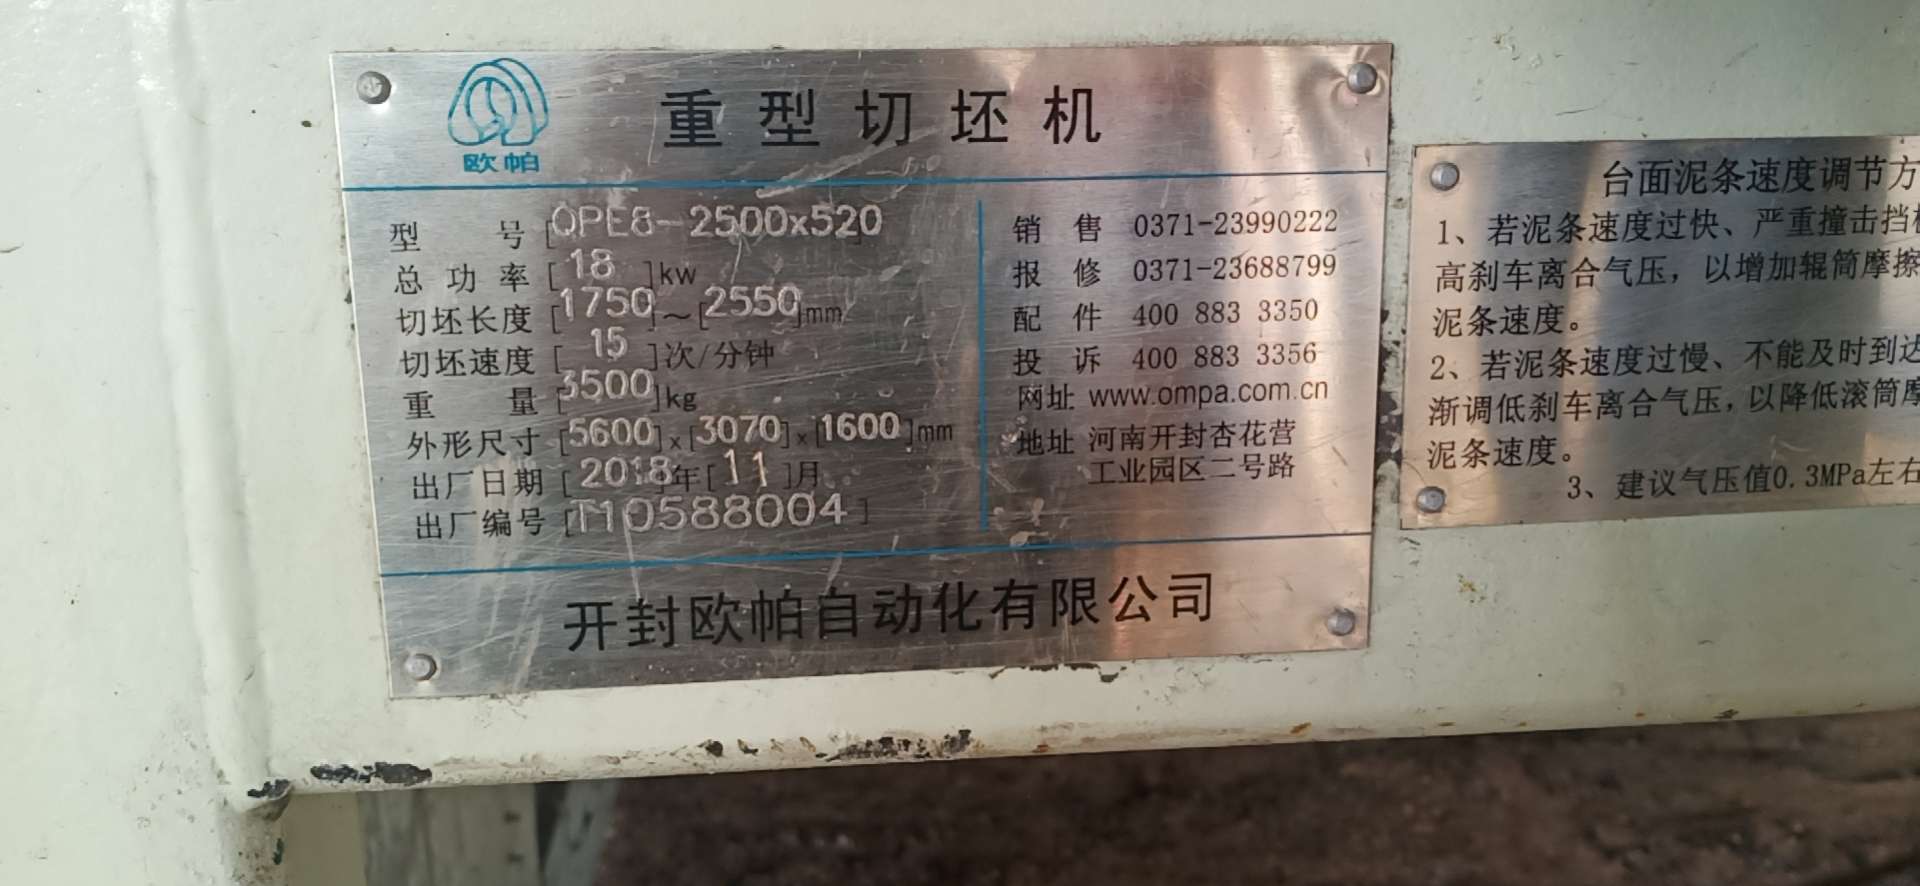 欧帕
重型切坯机
型 号[QPE8-2500x520]
总功率[18]kw
切坯长度[1750]～[2550]mm
切坯速度[15]次/分钟
重 量[3500]kg
外形尺寸[5600]×[3070]×[1600]mm
出厂日期[2018]年[11]月
出厂编号[T10588004]
销 售 0371-23990222
报 修 0371-23688799
配 件 400 883 3350
投 诉 400 883 3356
网址 www.ompa.com.cn
地址 河南开封杏花营
工业园区二号路
开封欧帕自动化有限公司
台面泥条速度调节方
1、若泥条速度过快、严重撞击挡
高刹车离合气压，以增加辊筒摩擦
泥条速度。
2、若泥条速度过慢、不能及时到达
渐调低刹车离合气压，以降低滚筒摩
泥条速度。
3、建议气压值0.3MPa左右